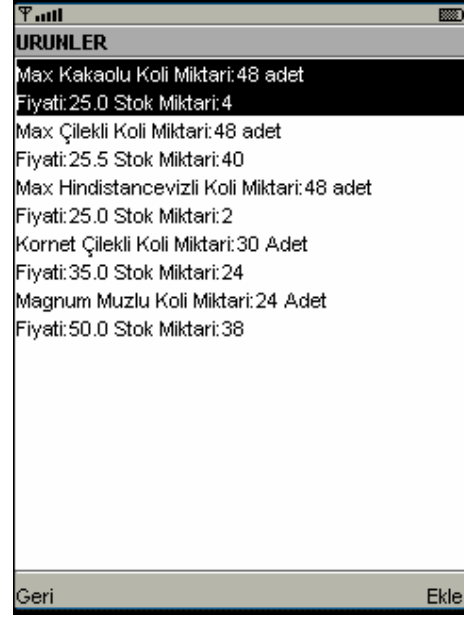 URUNLER
Max Kakaolu Koli Miktari:48 adet
Fiyati:25.0 Stok Miktari:4
Max Çilekli Koli Miktari:48 adet
Fiyati:25.5 Stok Miktari:40
Max Hindistancevizli Koli Miktari:48 adet
Fiyati:25.0 Stok Miktari:2
Kornet Çilekli Koli Miktari:30 Adet
Fiyati:35.0 Stok Miktari:24
Magnum Muzlu Koli Miktari:24 Adet
Fiyati:50.0 Stok Miktari:38
Geri Ekle